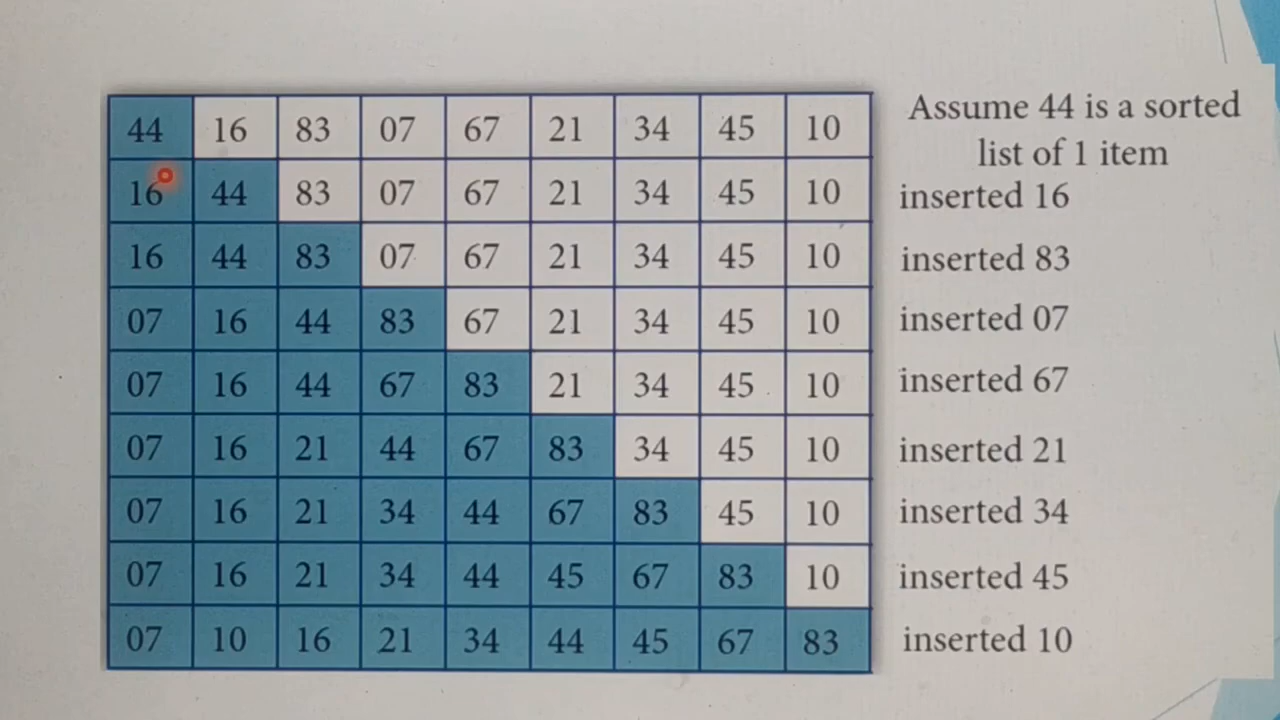 44 16 83 07 67 21 34 45 10 Assume 44 is a sorted
list of 1 item
16 44 83 07 67 21 34 45 10 inserted 16
16 44 83 07 67 21 34 45 10 inserted 83
07 16 44 83 67 21 34 45 10 inserted 07
07 16 44 67 83 21 34 45 10 inserted 67
07 16 21 44 67 83 34 45 10 inserted 21
07 16 21 34 44 67 83 45 10 inserted 34
07 16 21 34 44 45 67 83 10 inserted 45
07 10 16 21 34 44 45 67 83 inserted 10